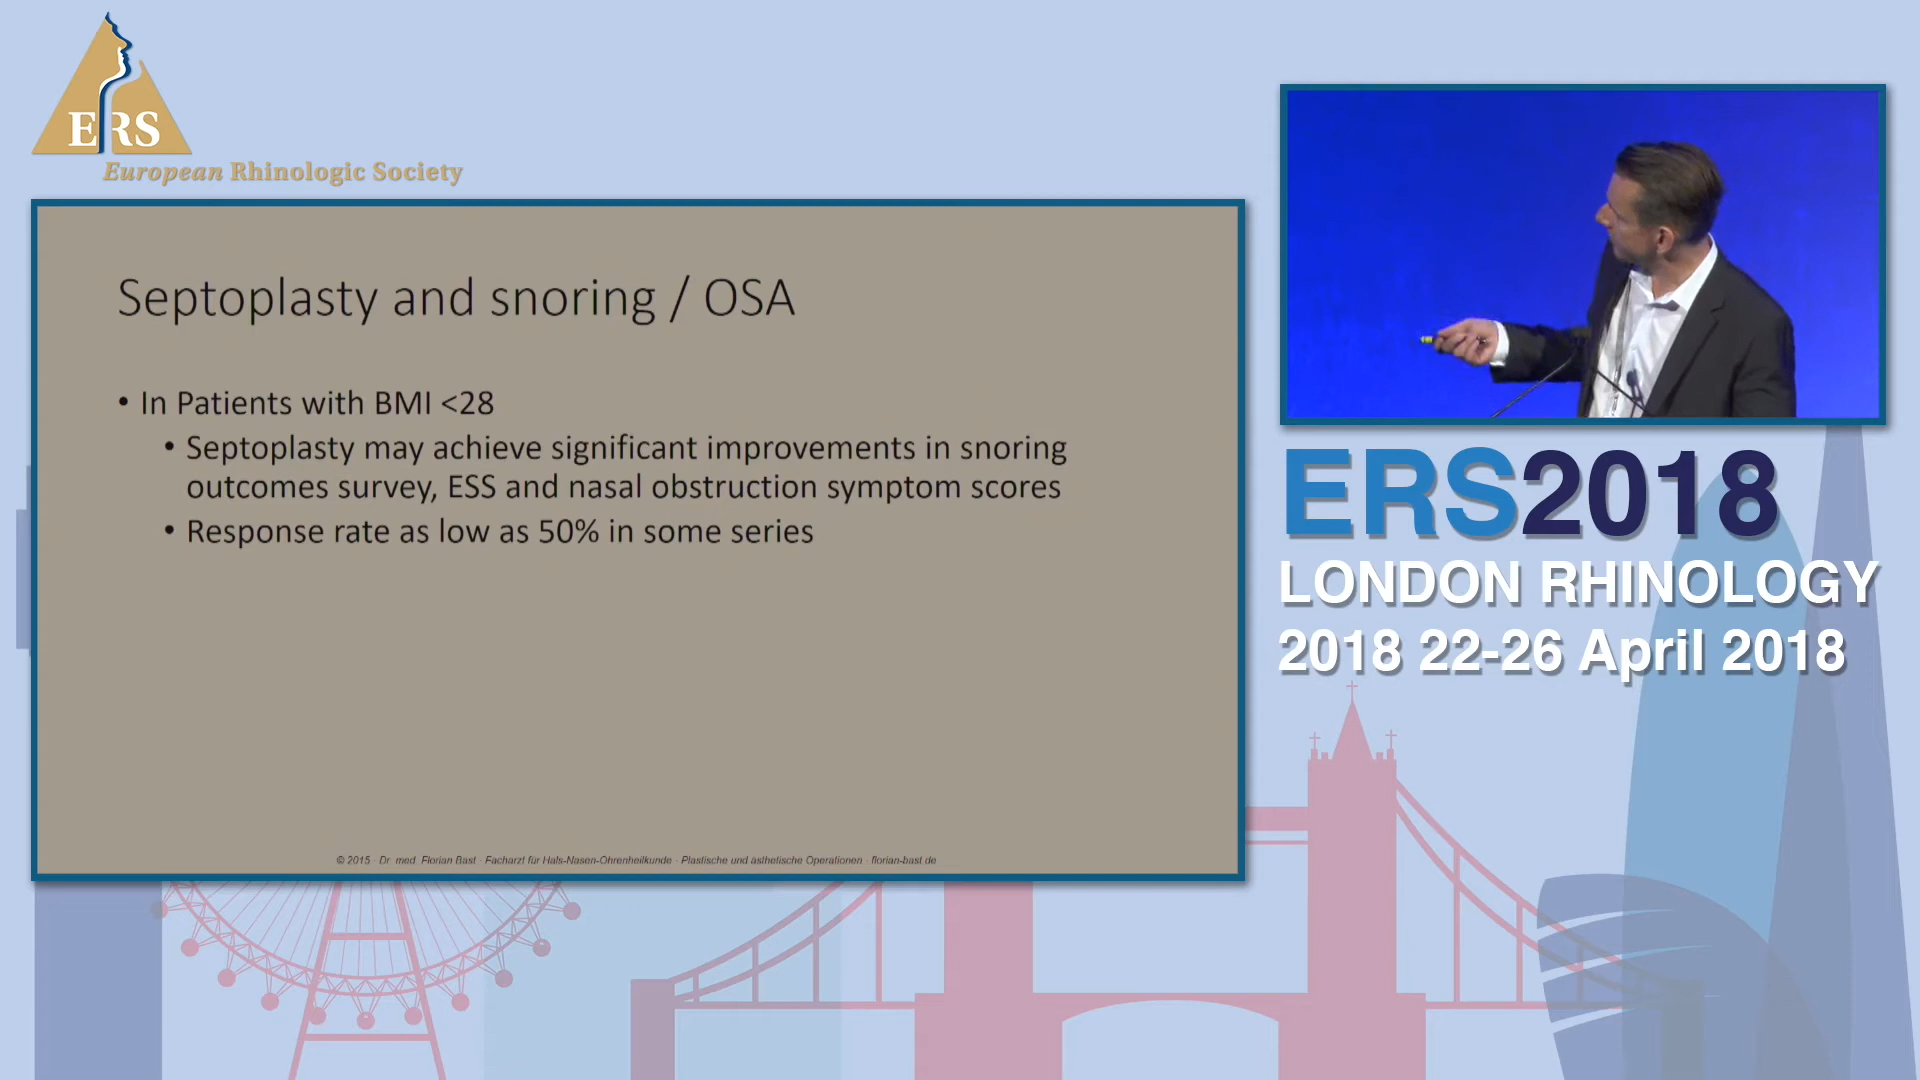 ERS
European Rhinologic Society
Septoplasty and snoring / OSA
• In Patients with BMI <28
• Septoplasty may achieve significant improvements in snoring
outcomes survey, ESS and nasal obstruction symptom scores
• Response rate as low as 50% in some series
© 2015 · Dr. med. Florian Bast · Facharzt für Hals-Nasen-Ohrenheilkunde · Plastische und ästhetische Operationen · florian-bast.de
ERS2018
LONDON RHINOLOGY
2018 22-26 April 2018